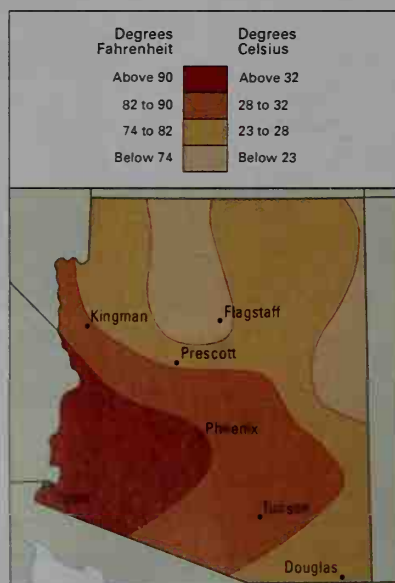 Degrees Fahrenheit
Degrees Celsius
Above 90
Above 32
82 to 90
28 to 32
74 to 82
23 to 28
Below 74
Below 23
Kingman
Flagstaff
Prescott
Phoenix
Tucson
Douglas